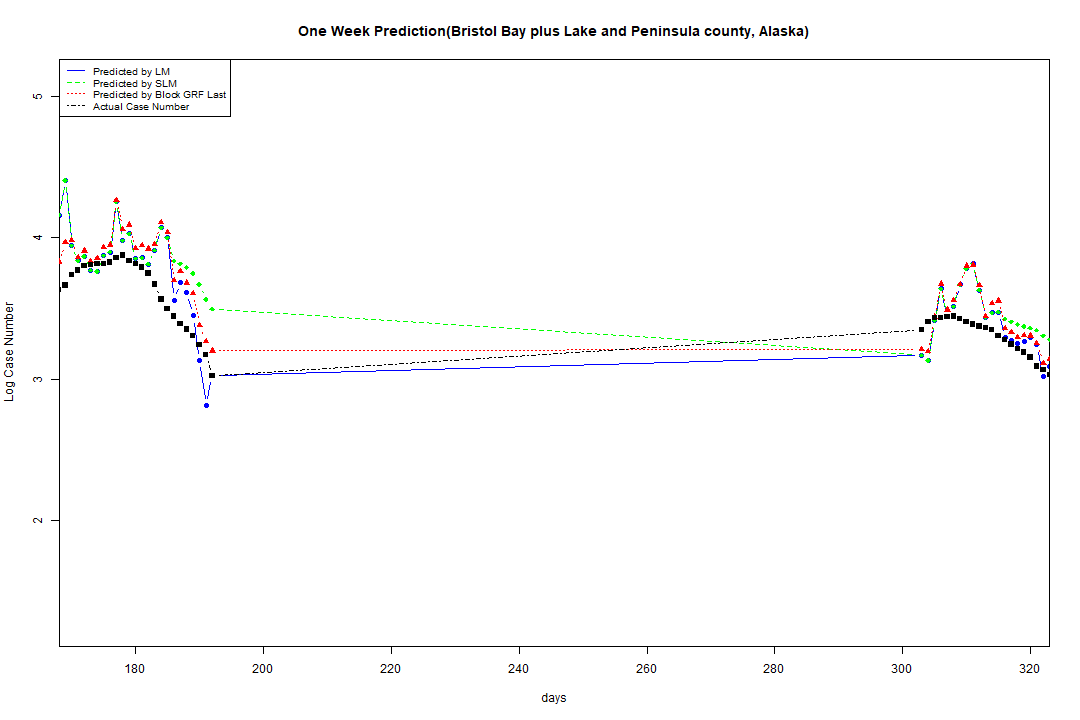 One Week Prediction(Bristol Bay plus Lake and Peninsula county, Alaska)
Predicted by LM
Predicted by SLM
Predicted by Block GRF Last
Actual Case Number
5
4
3
2
Log Case Number
180 200 220 240 260 280 300 320
days